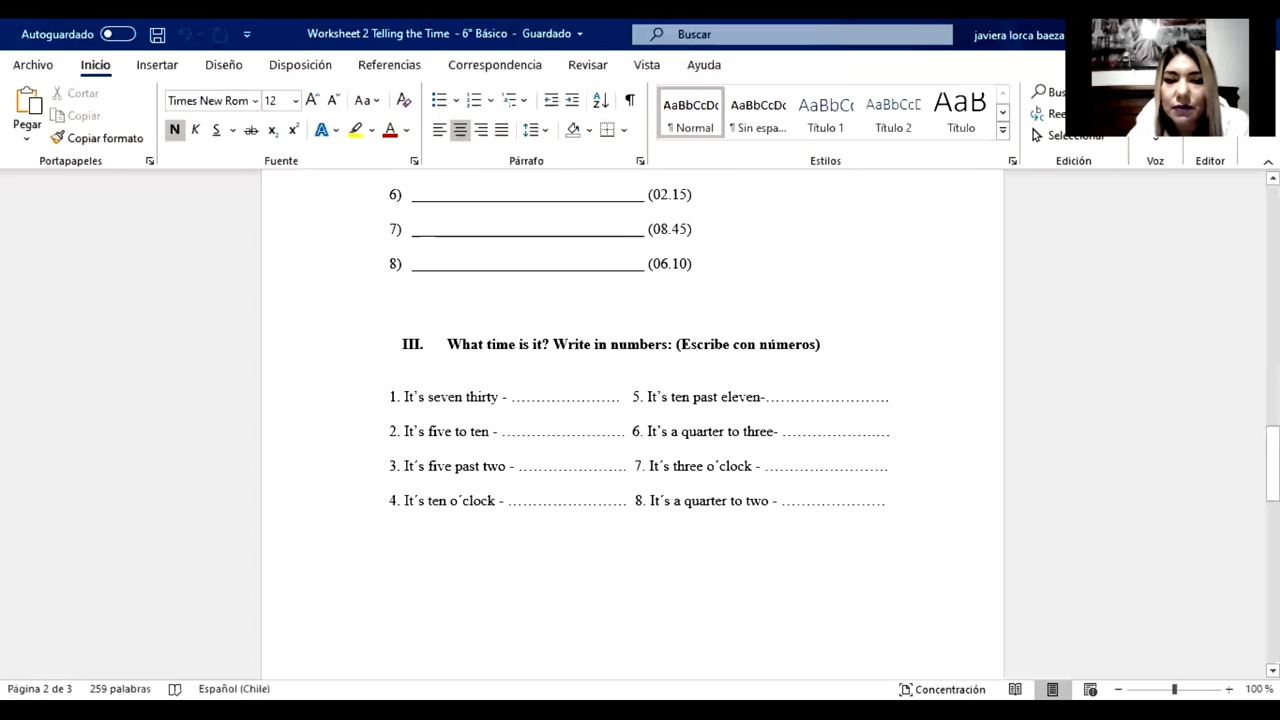 Autoguardado
Worksheet 2 Telling the Time - 6° Básico - Guardado
Buscar
javiera lorca baeza
Archivo Inicio Insertar Diseño Disposición Referencias Correspondencia Revisar Vista Ayuda
Pegar
Cortar
Copiar
Copiar formato
Times New Rom 12
N K S
AaBbCcDc AaBbCcDc AaBbCc AaBbCcD AaB
¶ Normal ¶ Sin espa... Título 1 Título 2 Título
Portapapeles Fuente Párrafo Estilos Edición Voz Editor
6) ____________________ (02.15)
7) ____________________ (08.45)
8) ____________________ (06.10)
III. What time is it? Write in numbers: (Escribe con números)
1. It’s seven thirty - ………………… 5. It’s ten past eleven-……………………
2. It’s five to ten - …………………… 6. It’s a quarter to three- …………………
3. It´s five past two - ………………… 7. It´s three o´clock - ……………………
4. It´s ten o´clock - ………………… 8. It´s a quarter to two - …………………
Página 2 de 3 259 palabras Español (Chile) Concentración 100 %